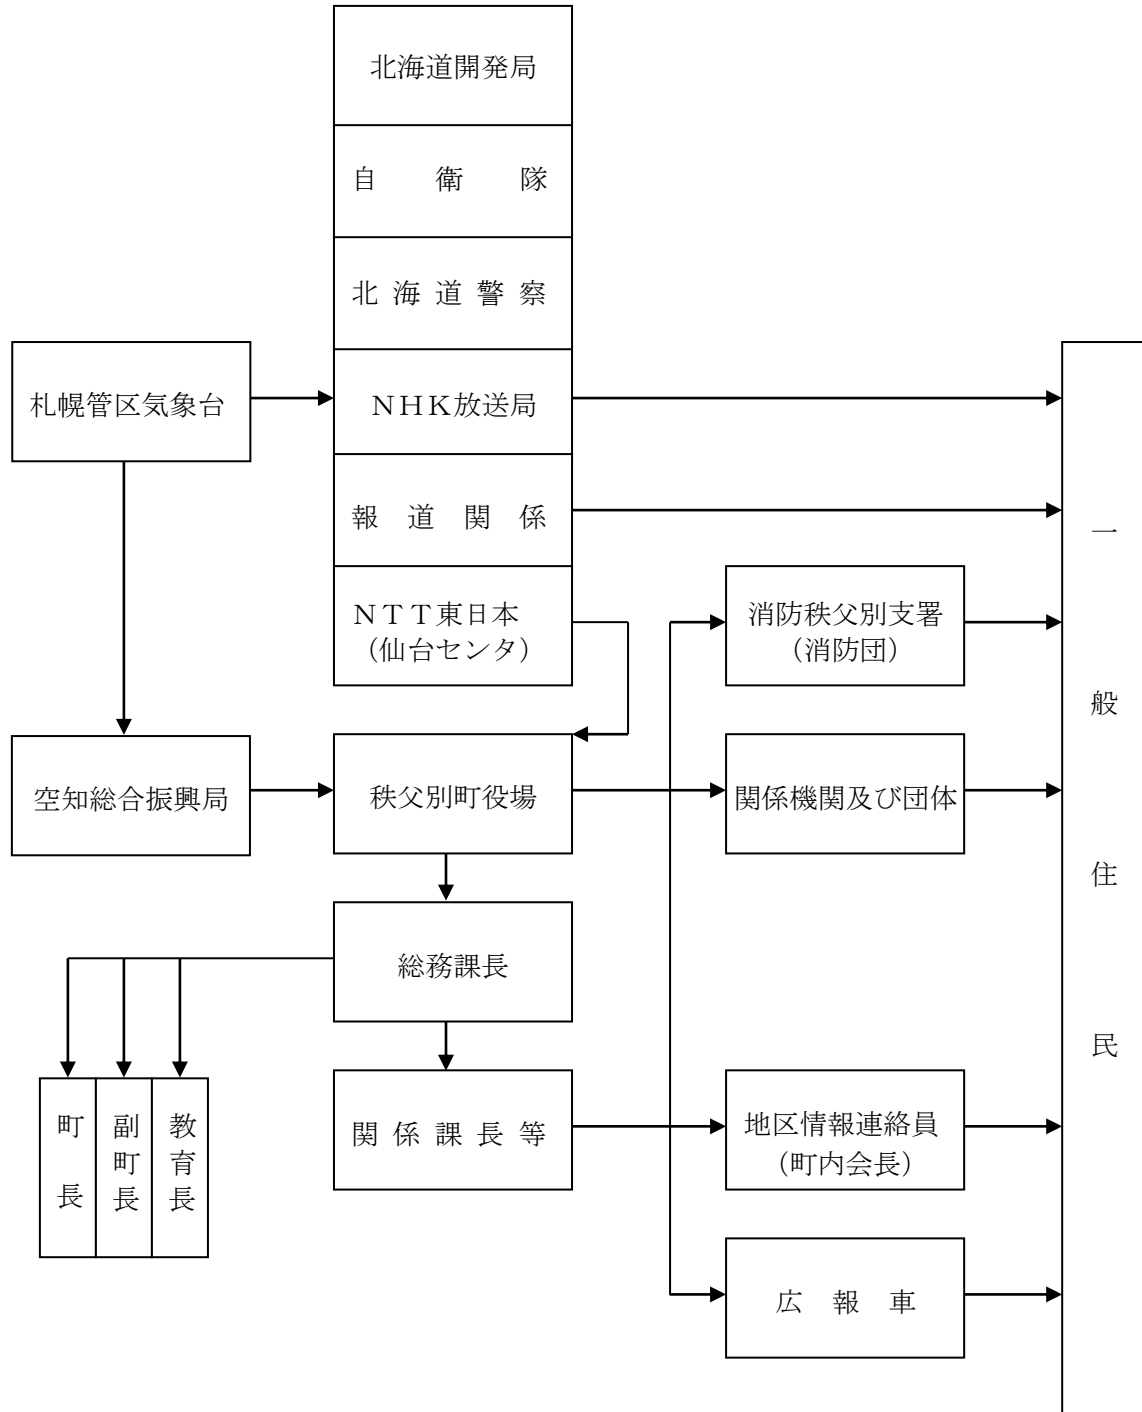 北海道開発局
自衛隊
北海道警察
札幌管区気象台
NHK放送局
報道関係
NTT東日本
(仙台センタ)
消防秩父別支署
(消防団)
空知総合振興局
秩父別町役場
関係機関及び団体
総務課長
町長
副町長
教育長
関係課長等
地区情報連絡員
(町内会長)
広報車
一般住民